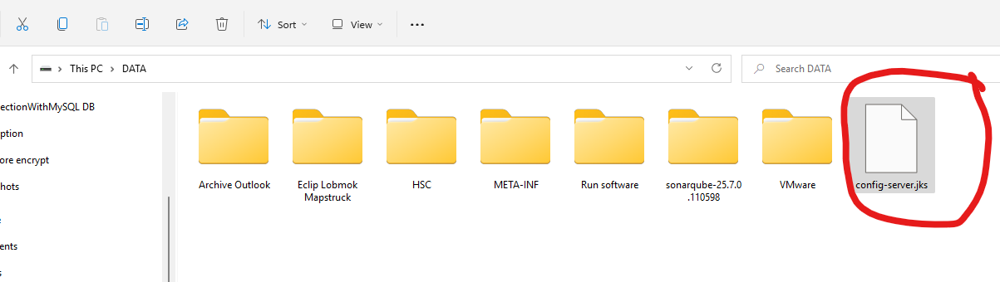 Sort
View
This PC
DATA
Search DATA
ectionWithMySQL DB
ption
ore encrypt
hots
ents
s
Archive Outlook
Eclip Lobmok
Mapstruck
HSC
META-INF
Run software
sonarqube-25.7.0
.110598
VMware
config-server.jks